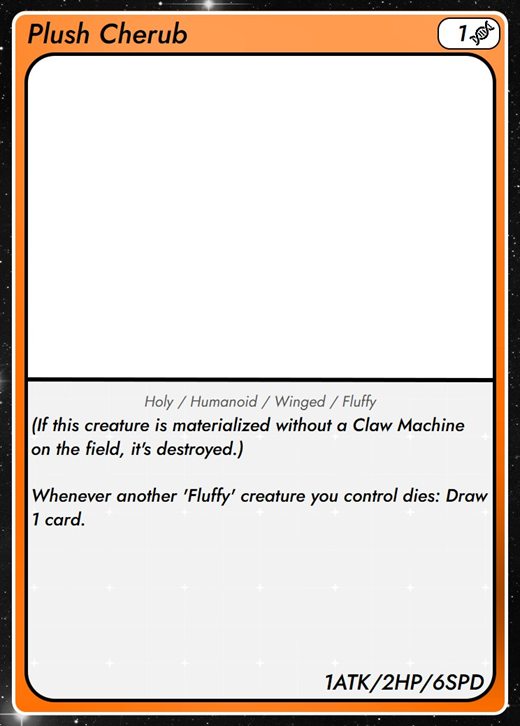 Plush Cherub
1
Holy / Humanoid / Winged / Fluffy
(If this creature is materialized without a Claw Machine
on the field, it's destroyed.)
Whenever another 'Fluffy' creature you control dies: Draw
1 card.
1ATK/2HP/6SPD